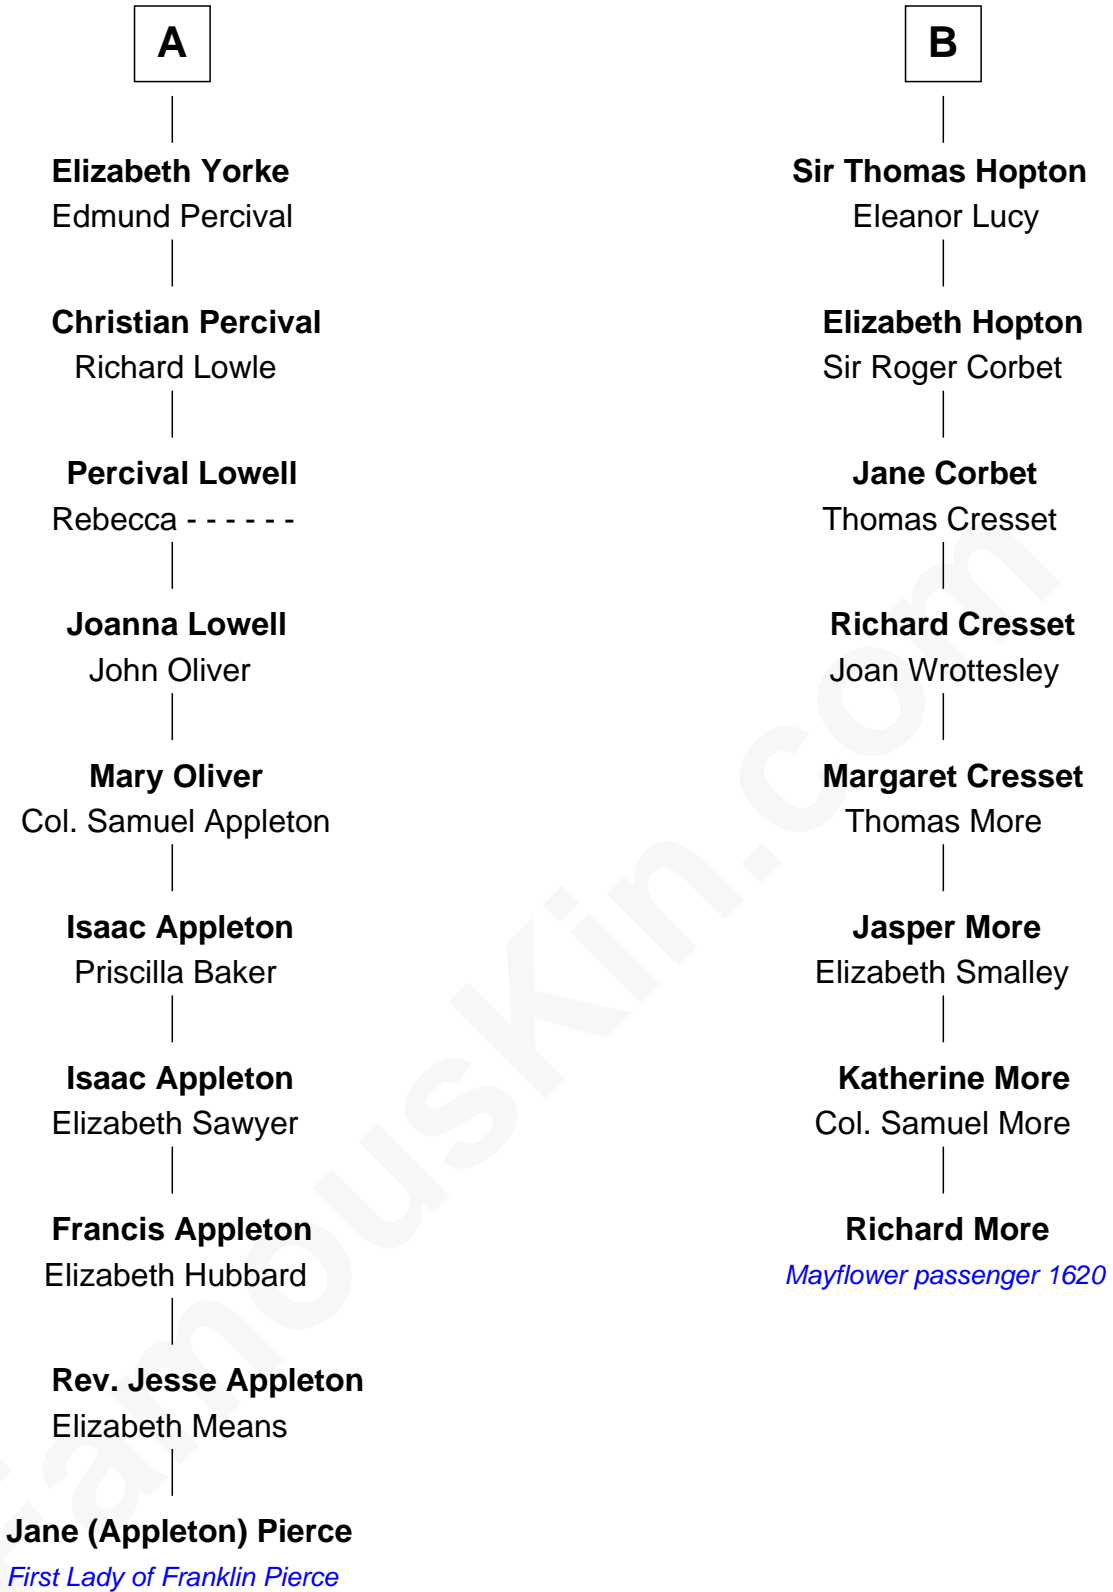 A
Elizabeth Yorke
Edmund Percival
Christian Percival
Richard Lowle
Percival Lowell
Rebecca - - - - - -
Joanna Lowell
John Oliver
Mary Oliver
Col. Samuel Appleton
Isaac Appleton
Priscilla Baker
Isaac Appleton
Elizabeth Sawyer
Francis Appleton
Elizabeth Hubbard
Rev. Jesse Appleton
Elizabeth Means
Jane (Appleton) Pierce
First Lady of Franklin Pierce
B
Sir Thomas Hopton
Eleanor Lucy
Elizabeth Hopton
Sir Roger Corbet
Jane Corbet
Thomas Cresset
Richard Cresset
Joan Wrottesley
Margaret Cresset
Thomas More
Jasper More
Elizabeth Smalley
Katherine More
Col. Samuel More
Richard More
Mayflower passenger 1620
FamousKin.com